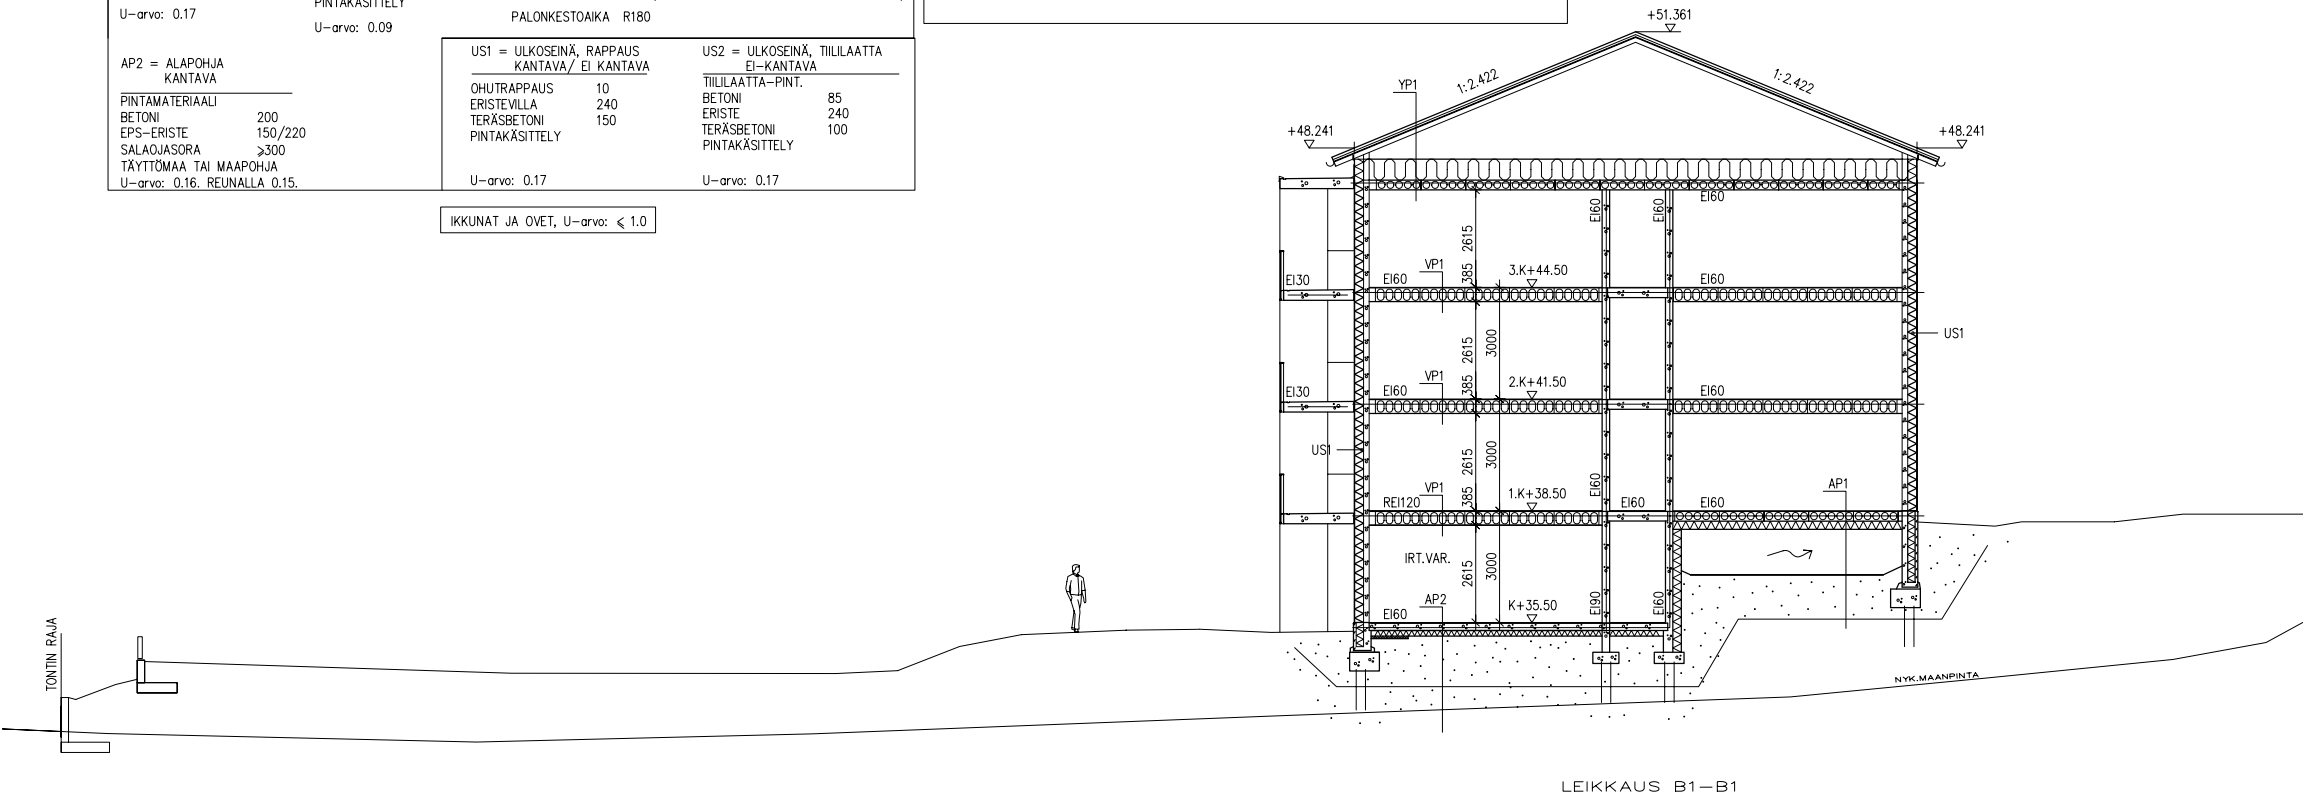 U-arvo: 0.17
PINTAKÄSITTELY
U-arvo: 0.09
PALONKESTOAIKA R180
AP2 = ALAPOHJA
KANTAVA
PINTAMATERIAALI
BETONI 200
EPS-ERISTE 150/220
SALAOJASORA ⩾300
TÄYTTÖMAA TAI MAAPOHJA
U-arvo: 0.16. REUNALLA 0.15.
US1 = ULKOSEINÄ, RAPPAUS
KANTAVA/ EI KANTAVA
OHUTRAPPAUS 10
ERISTEVILLA 240
TERÄSBETONI 150
PINTAKÄSITTELY
U-arvo: 0.17
US2 = ULKOSEINÄ, TIILILAATTA
EI-KANTAVA
TIILILAATTA-PINT.
BETONI 85
ERISTE 240
TERÄSBETONI 100
PINTAKÄSITTELY
U-arvo: 0.17
IKKUNAT JA OVET, U-arvo: ⩽ 1.0
+51.361
1:2.422
1:2.422
YP1
+48.241
+48.241
EI60
EI60
EI60
2615
385
VP1
3.K+44.50
EI30
EI60
EI60
US1
2615
3000
385
VP1
2.K+41.50
EI30
EI60
EI60
US1
2615
3000
385
EI60
VP1
1.K+38.50
REI120
EI60
EI60
AP1
IRT.VAR.
2615
3000
AP2
K+35.50
EI60
EI90
EI60
TONTIN RAJA
NYK.MAANPINTA
LEIKKAUS B1-B1